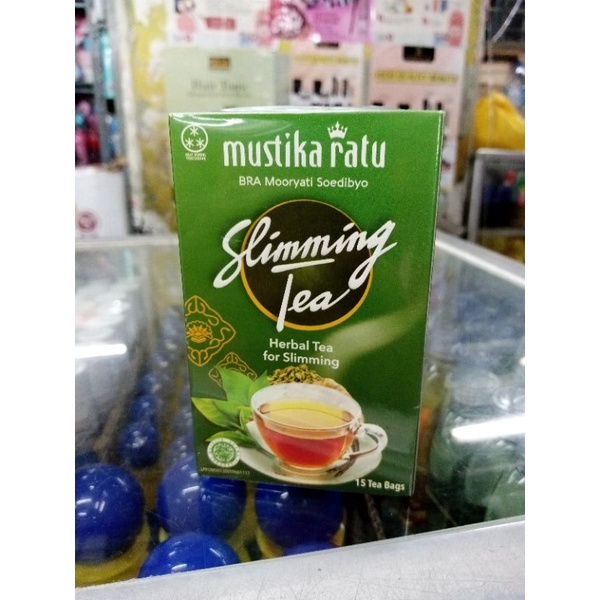 mustika ratu
BRA Mooryati Soedibyo
Slimming
Tea
Herbal Tea
for Slimming
15 Tea Bags